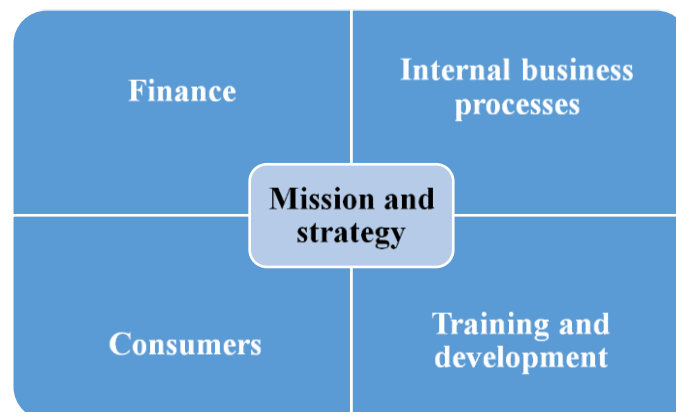 Finance
Internal business
processes
Mission and
strategy
Consumers
Training and
development